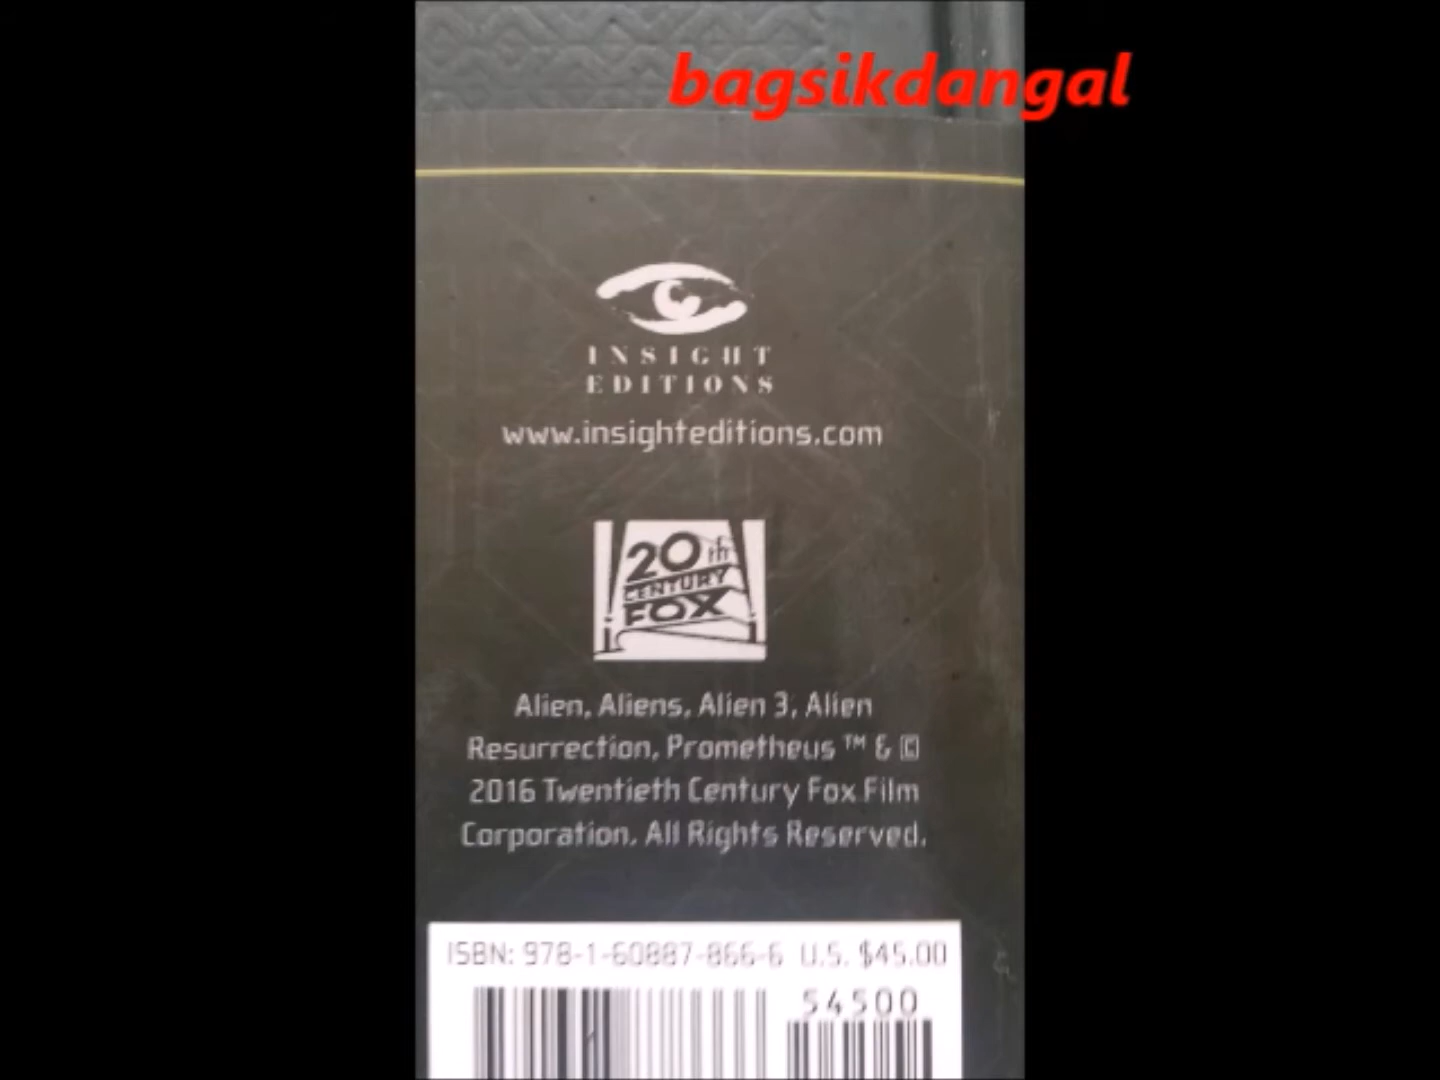 bagsikdangal
INSIGHT
EDITIONS
www.insighteditions.com
20th
CENTURY
FOX
Alien, Aliens, Alien 3, Alien
Resurrection, Prometheus ™ & ©
2016 Twentieth Century Fox Film
Corporation. All Rights Reserved.
ISBN: 978-1-60887-866-6 U.S. $45.00
54500